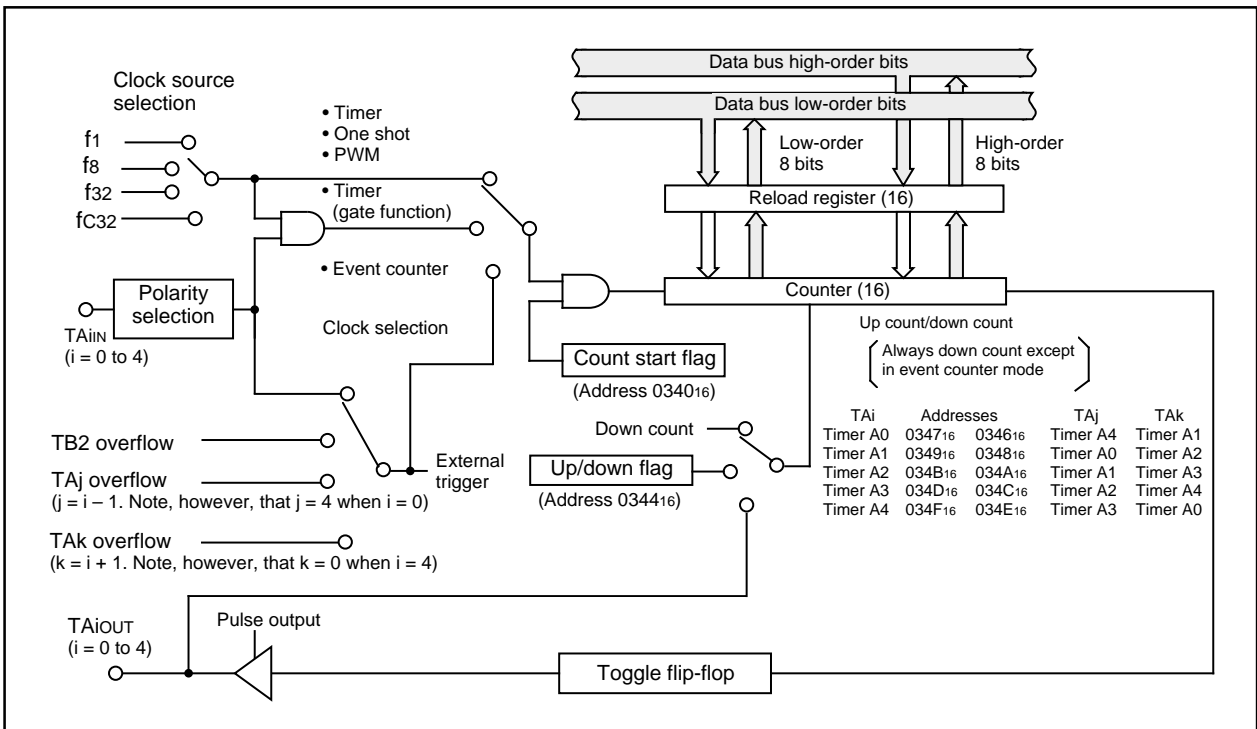 Clock source
selection
f1
f8
f32
fC32
• Timer
• One shot
• PWM
• Timer
(gate function)
• Event counter
Clock selection
Polarity
selection
TAiIN
(i = 0 to 4)
TB2 overflow
TAj overflow
(j = i – 1. Note, however, that j = 4 when i = 0)
TAk overflow
(k = i + 1. Note, however, that k = 0 when i = 4)
External
trigger
Data bus high-order bits
Data bus low-order bits
Low-order
8 bits
High-order
8 bits
Reload register (16)
Counter (16)
Count start flag
(Address 034016)
Up count/down count
Always down count except
in event counter mode
Down count
Up/down flag
(Address 034416)
TAi Addresses TAj TAk
Timer A0 034716 034616 Timer A4 Timer A1
Timer A1 034916 034816 Timer A0 Timer A2
Timer A2 034B16 034A16 Timer A1 Timer A3
Timer A3 034D16 034C16 Timer A2 Timer A4
Timer A4 034F16 034E16 Timer A3 Timer A0
TAiOUT
(i = 0 to 4)
Pulse output
Toggle flip-flop